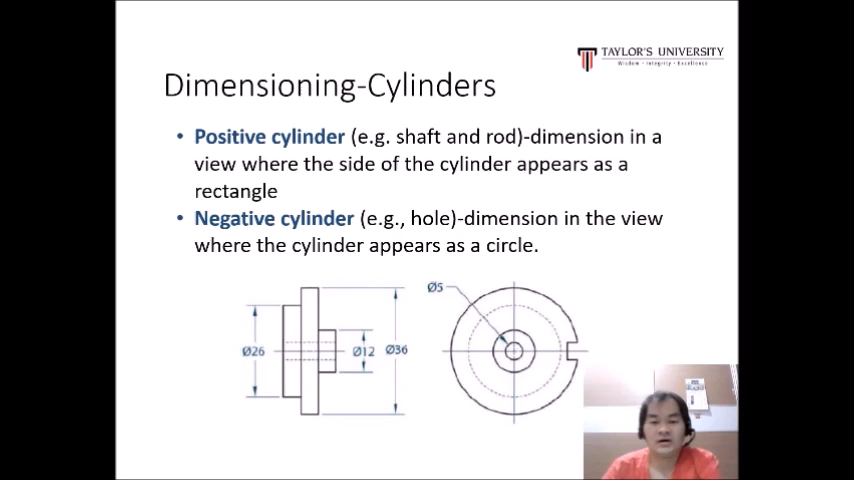 TAYLOR'S UNIVERSITY
Wisdom • Integrity • Excellence
Dimensioning-Cylinders
• Positive cylinder (e.g. shaft and rod)-dimension in a
view where the side of the cylinder appears as a
rectangle
• Negative cylinder (e.g., hole)-dimension in the view
where the cylinder appears as a circle.
Ø5
Ø26 Ø12 Ø36